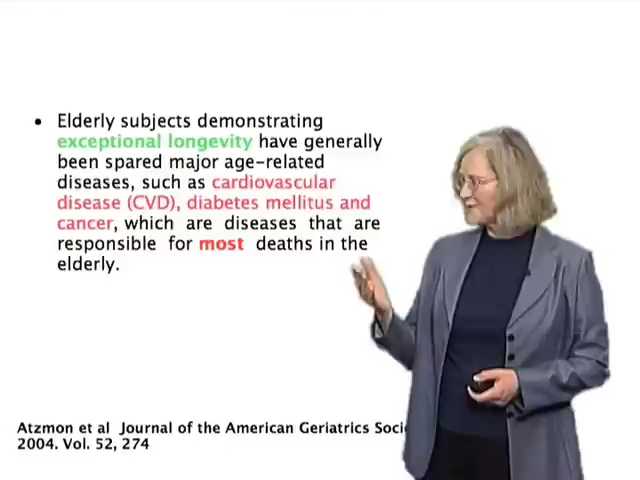 • Elderly subjects demonstrating
exceptional longevity have generally
been spared major age-related
diseases, such as cardiovascular
disease (CVD), diabetes mellitus and
cancer, which are diseases that are
responsible for most deaths in the
elderly.
Atzmon et al Journal of the American Geriatrics
2004. Vol. 52, 274